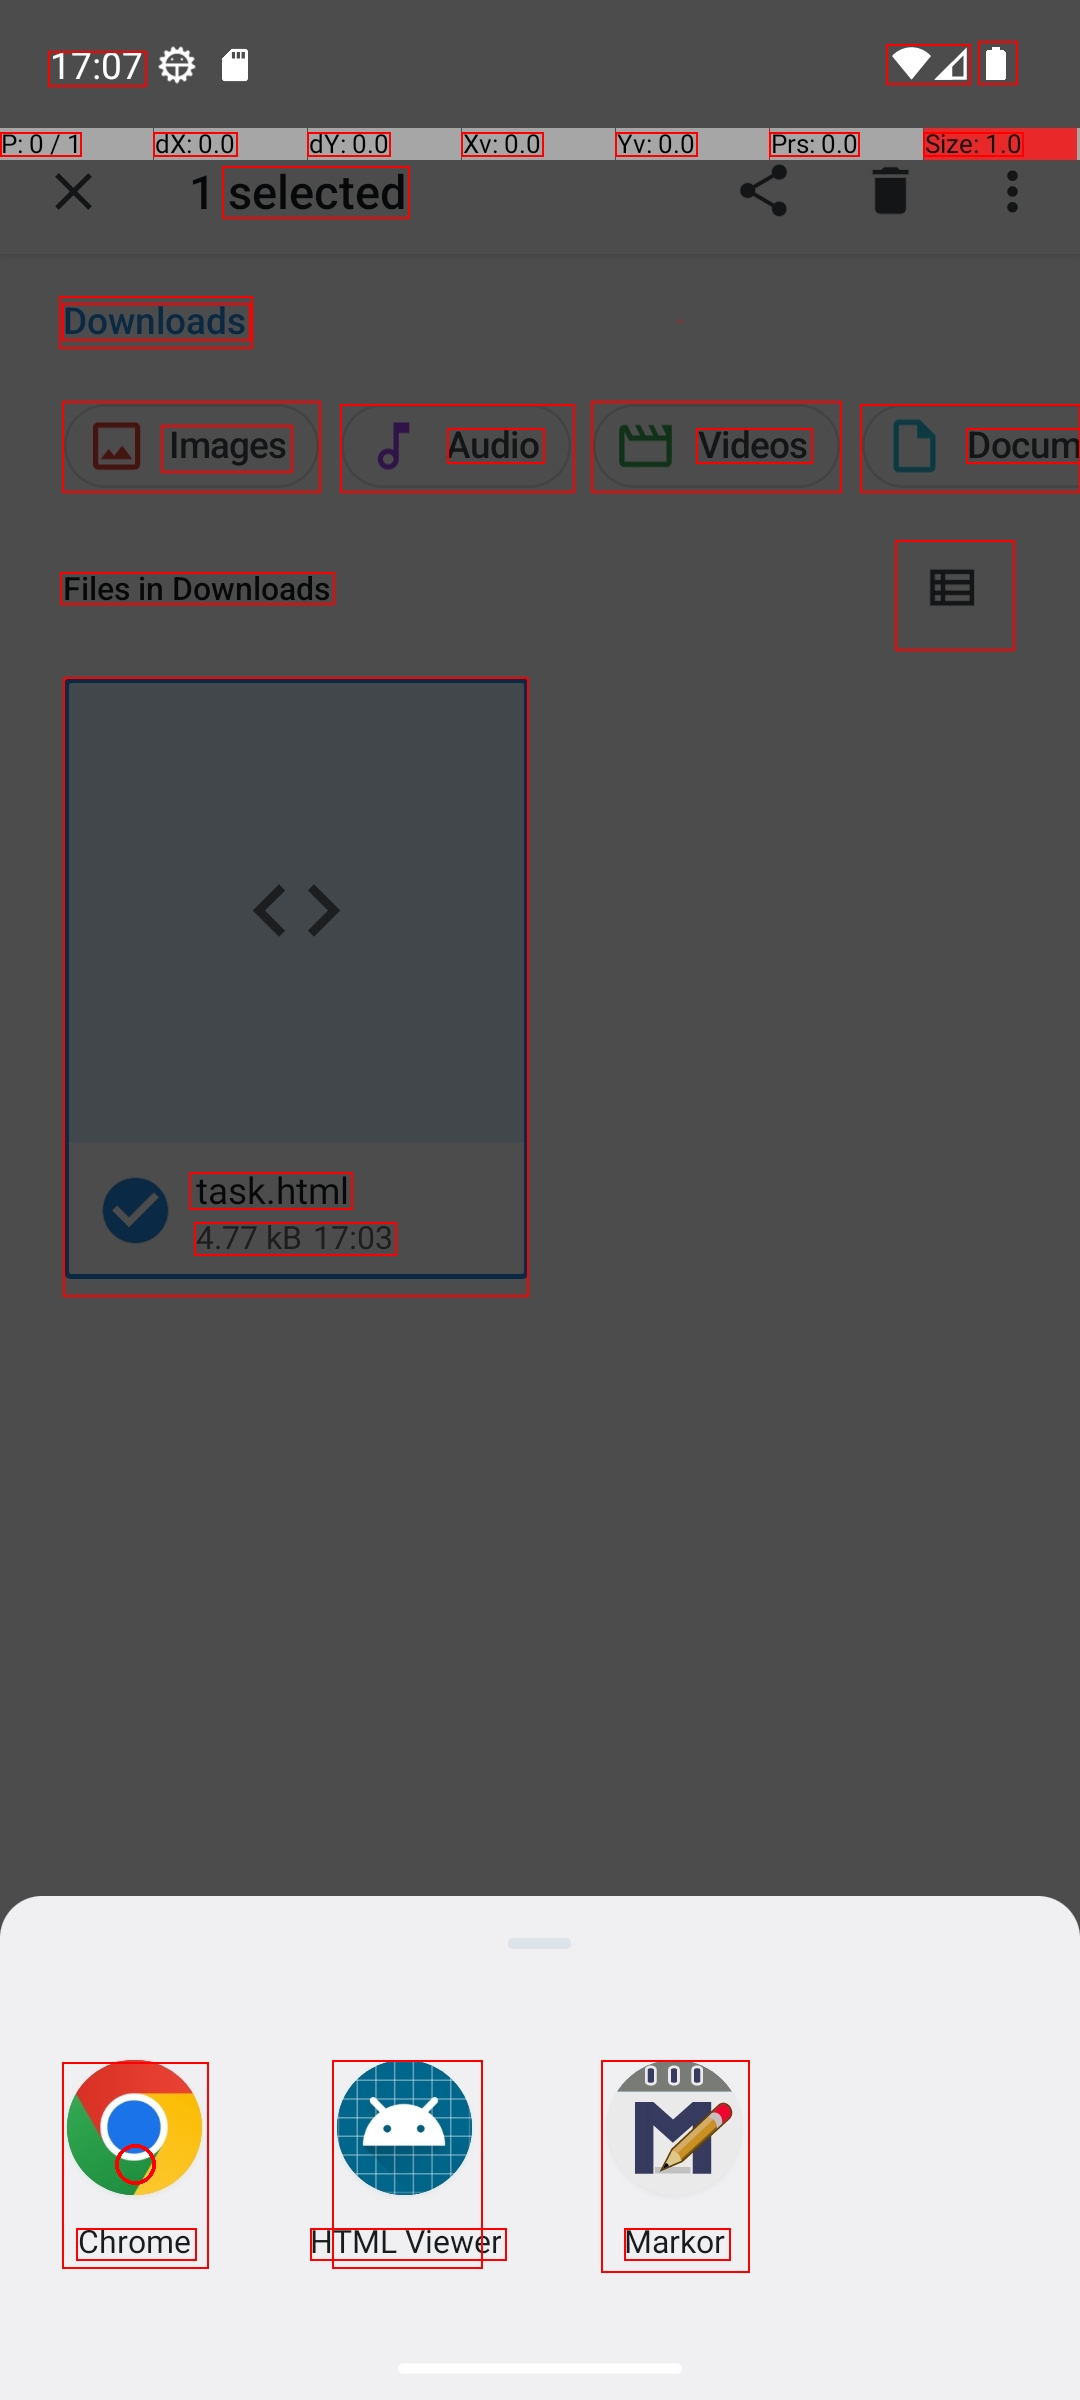 17:07
P: 0 / 1 dX: 0.0 dY: 0.0 Xv: 0.0 Yv: 0.0 Prs: 0.0 Size: 1.0
1 selected
Downloads
Images Audio Videos Docum
Files in Downloads
task.html
4.77 kB 17:03
Chrome HTML Viewer Markor